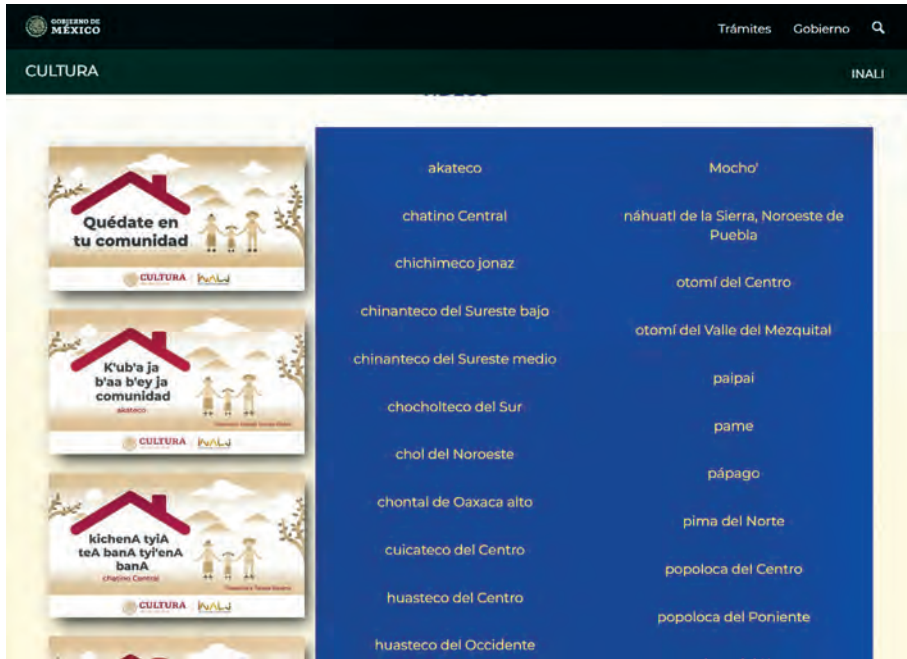 GOBIERNO DE
MÉXICO
Trámites Gobierno
CULTURA
INALI
Quédate en
tu comunidad
CULTURA INALI
K'ub'a ja
b'aa b'ey ja
comunidad
akateco
CULTURA INALI
kichenA tyiA
teA banA tyi'enA
banA
chatino Central
CULTURA INALI
akateco
chatino Central
chichimeco jonaz
chinanteco del Sureste bajo
chinanteco del Sureste medio
chocholteco del Sur
chol del Noroeste
chontal de Oaxaca alto
cuicateco del Centro
huasteco del Centro
huasteco del Occidente
Mocho'
náhuatl de la Sierra, Noroeste de
Puebla
otomí del Centro
otomí del Valle del Mezquital
paipai
pame
pápago
pima del Norte
popoloca del Centro
popoloca del Poniente